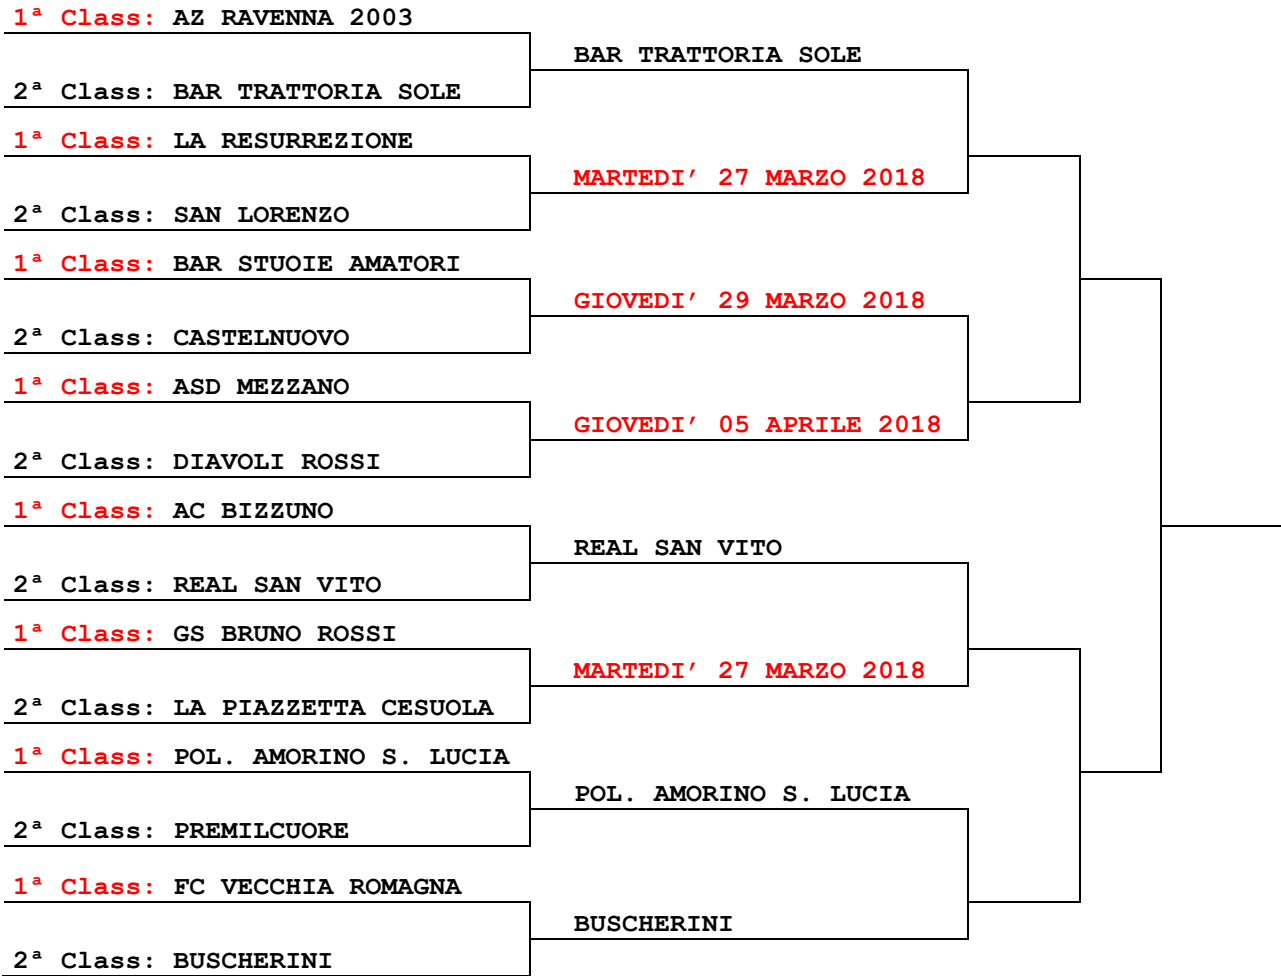 1ª Class: AZ RAVENNA 2003
BAR TRATTORIA SOLE
2ª Class: BAR TRATTORIA SOLE
1ª Class: LA RESURREZIONE
MARTEDI’ 27 MARZO 2018
2ª Class: SAN LORENZO
1ª Class: BAR STUOIE AMATORI
GIOVEDI’ 29 MARZO 2018
2ª Class: CASTELNUOVO
1ª Class: ASD MEZZANO
GIOVEDI’ 05 APRILE 2018
2ª Class: DIAVOLI ROSSI
1ª Class: AC BIZZUNO
REAL SAN VITO
2ª Class: REAL SAN VITO
1ª Class: GS BRUNO ROSSI
MARTEDI’ 27 MARZO 2018
2ª Class: LA PIAZZETTA CESUOLA
1ª Class: POL. AMORINO S. LUCIA
POL. AMORINO S. LUCIA
2ª Class: PREMILCUORE
1ª Class: FC VECCHIA ROMAGNA
BUSCHERINI
2ª Class: BUSCHERINI